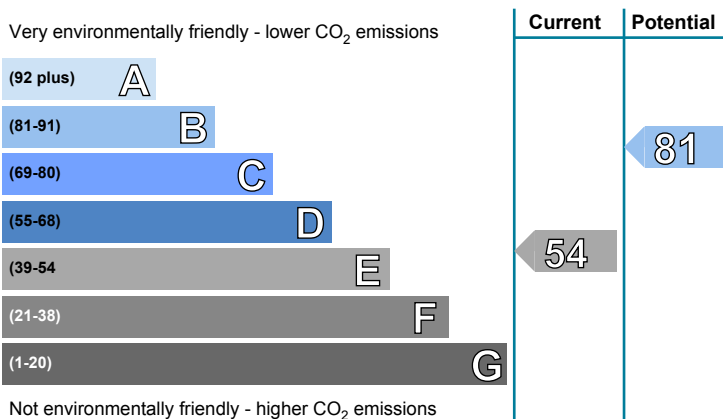 Current Potential
Very environmentally friendly - lower CO2 emissions
(92 plus) A
(81-91) B
81
(69-80) C
(55-68) D
54
(39-54 E
(21-38) F
(1-20) G
Not environmentally friendly - higher CO2 emissions